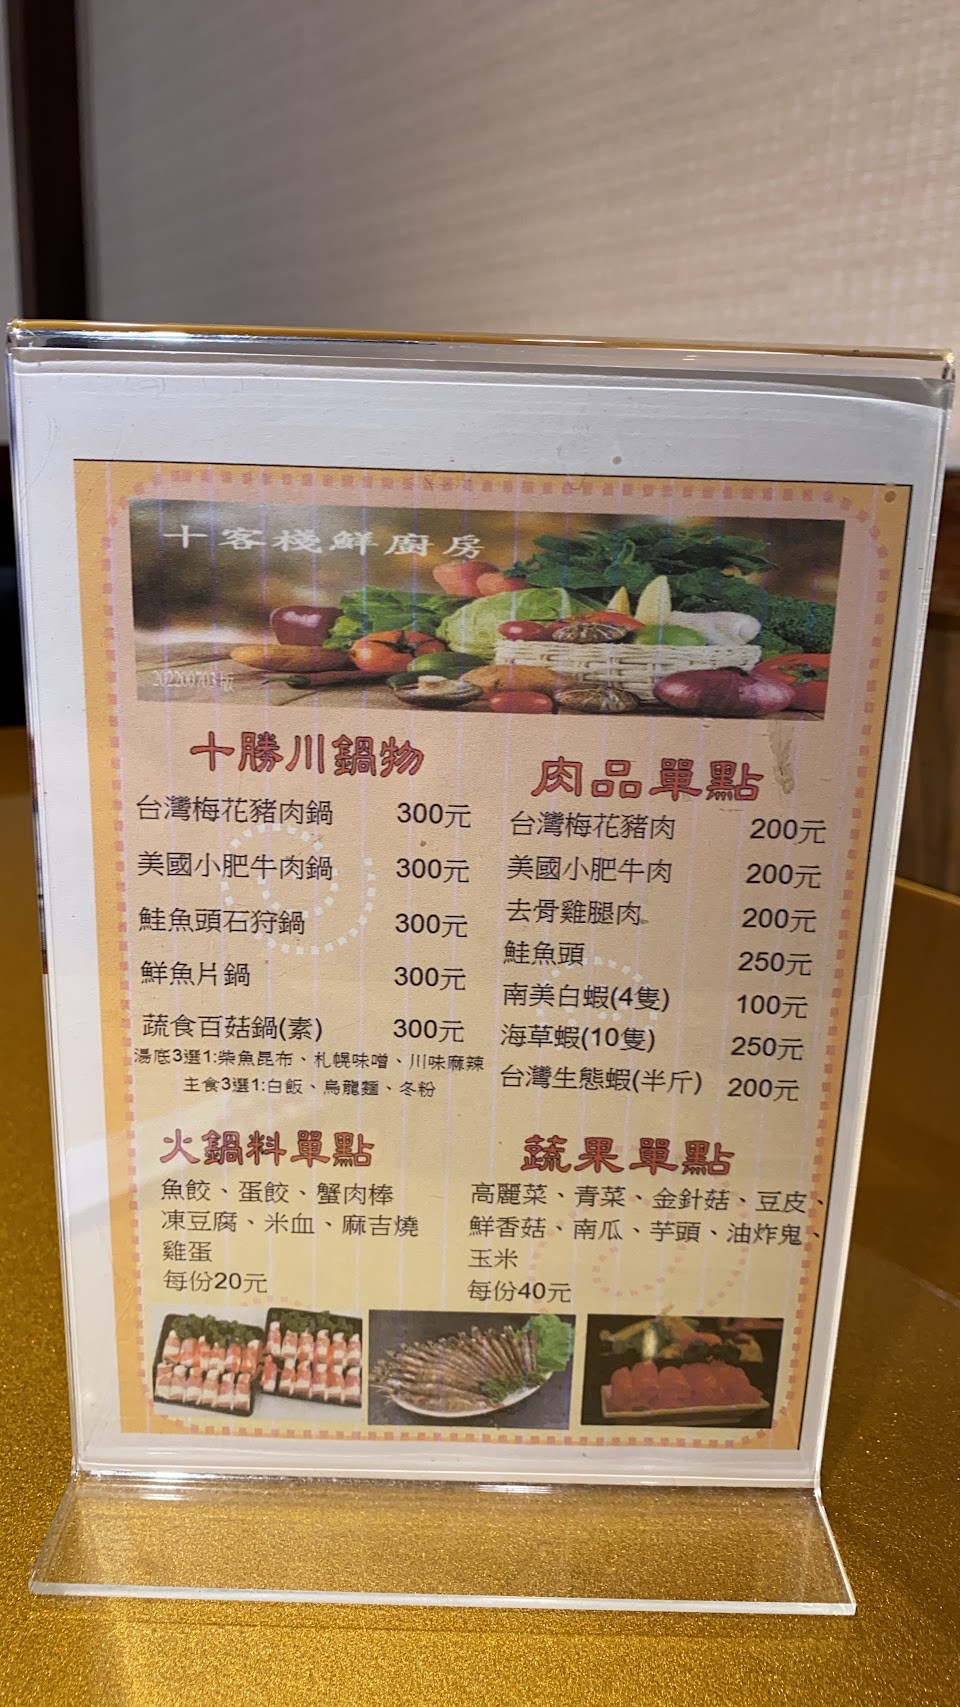 十客棧鮮廚房
十勝川鍋物
台灣梅花豬肉鍋 300元
美國小肥牛肉鍋 300元
鮭魚頭石狩鍋 300元
鮮魚片鍋 300元
蔬食百菇鍋(素) 300元
湯底3選1:柴魚昆布、札幌味噌、川味麻辣
主食3選1:白飯、烏龍麵、冬粉
肉品單點
台灣梅花豬肉 200元
美國小肥牛肉 200元
去骨雞腿肉 200元
鮭魚頭 250元
南美白蝦(4隻) 100元
海草蝦(10隻) 250元
台灣生態蝦(半斤) 200元
火鍋料單點
魚餃、蛋餃、蟹肉棒
凍豆腐、米血、麻吉燒
雞蛋
每份20元
蔬果單點
高麗菜、青菜、金針菇、豆皮、
鮮香菇、南瓜、芋頭、油炸鬼、
玉米
每份40元